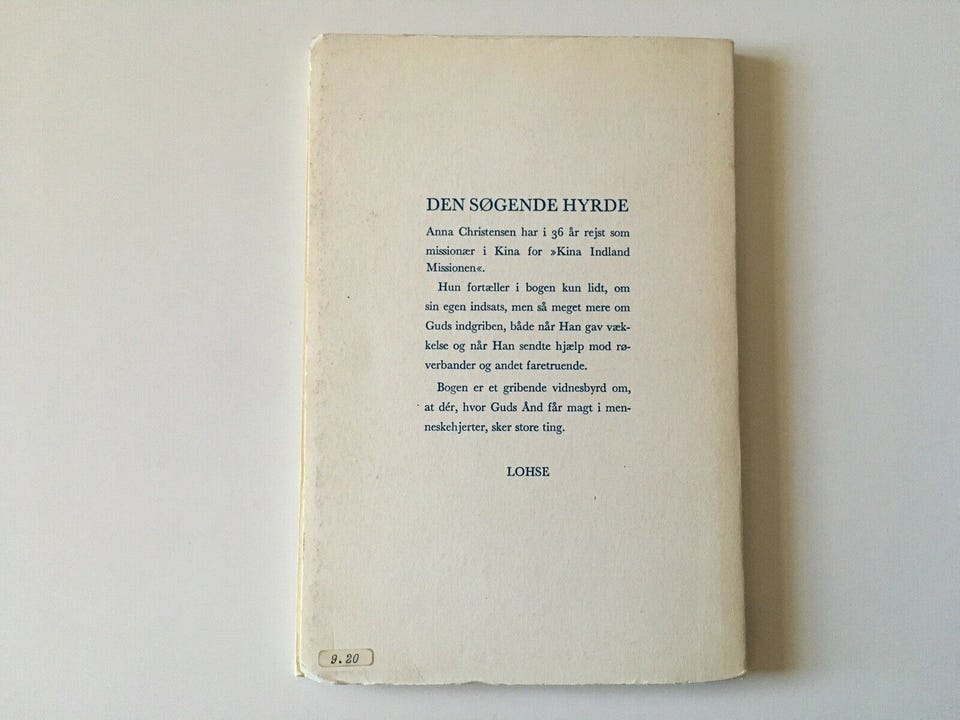 DEN SØGENDE HYRDE
Anna Christensen har i 36 år rejst som
missionær i Kina for »Kina Indland
Missionen«.
Hun fortæller i bogen kun lidt, om
sin egen indsats, men så meget mere om
Guds indgriben, både når Han gav væk-
kelse og når Han sendte hjælp mod rø-
verbander og andet faretruende.
Bogen er et gribende vidnesbyrd om,
at dér, hvor Guds Ånd får magt i men-
neskehjerter, sker store ting.
LOHSE
9.20